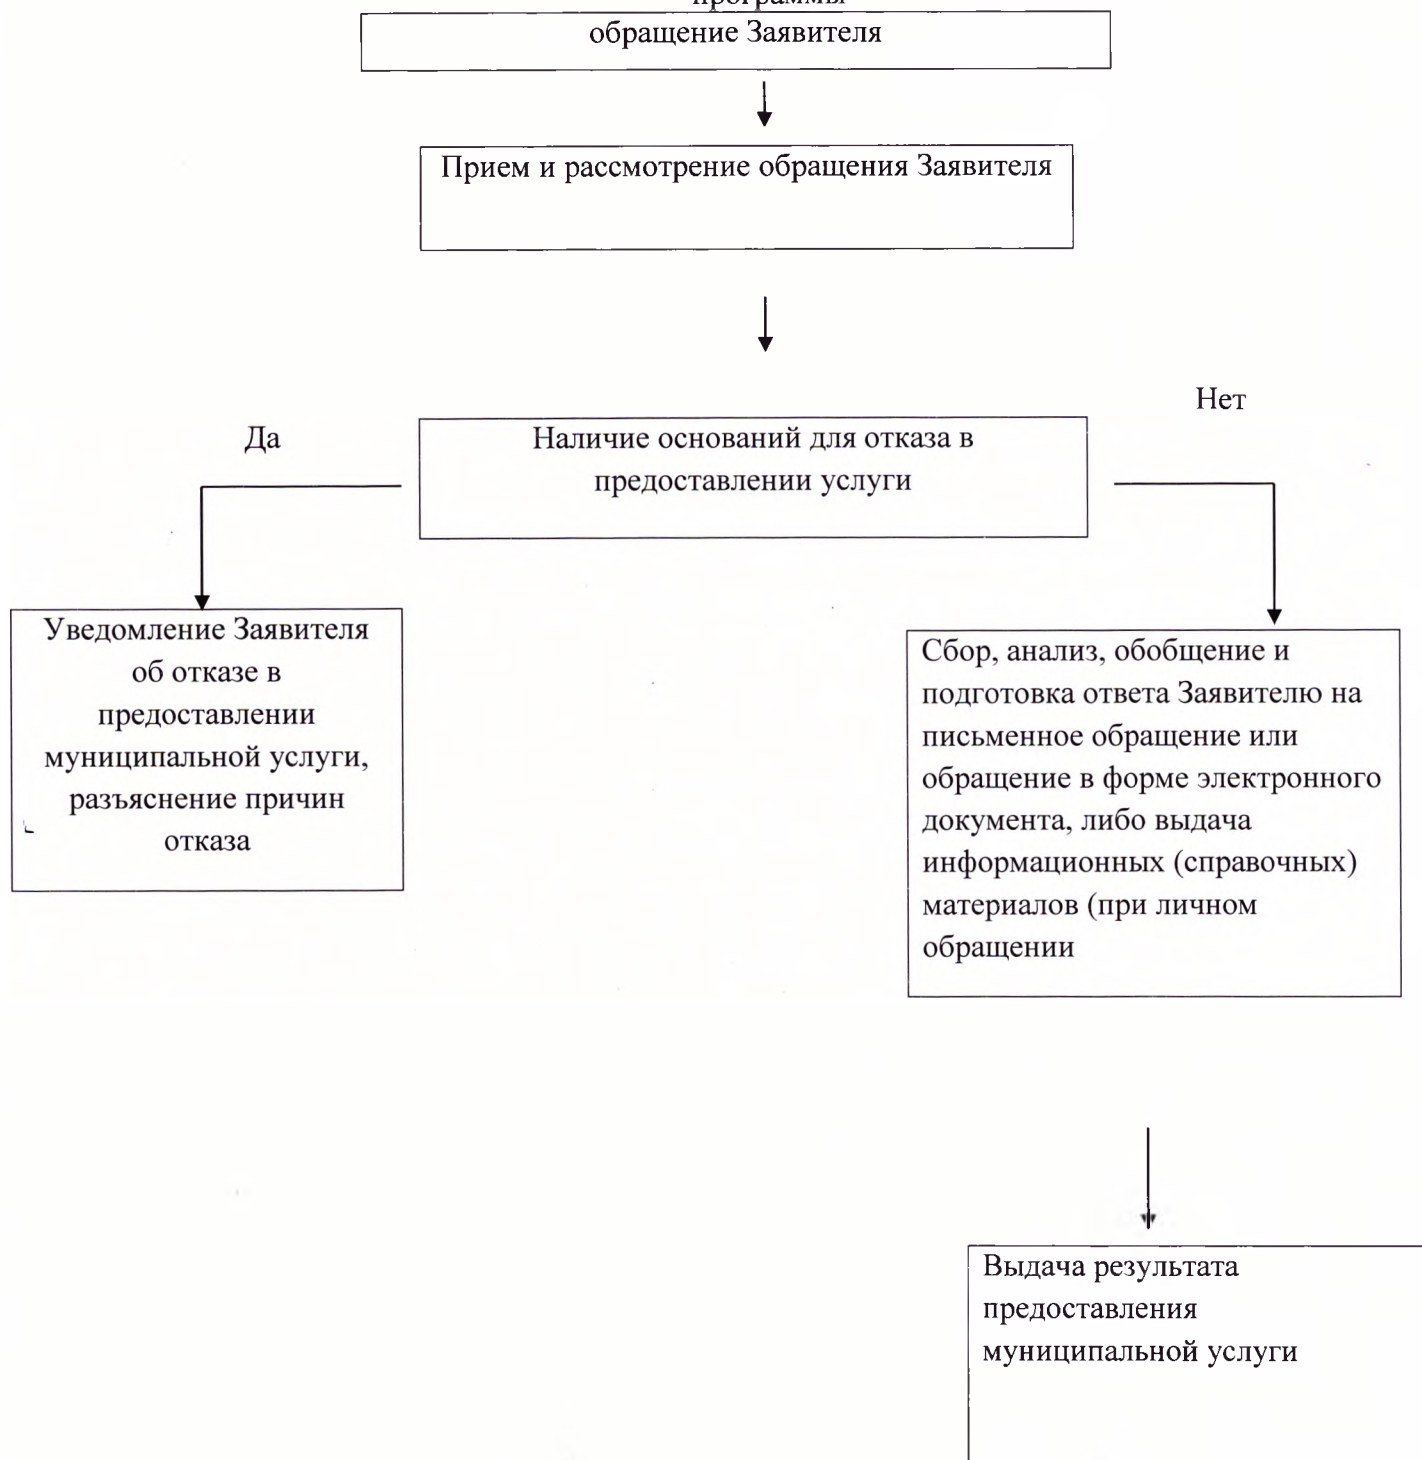 программы
обращение Заявителя
Прием и рассмотрение обращения Заявителя
Нет
Да
Наличие оснований для отказа в
предоставлении услуги
Уведомление Заявителя
об отказе в
предоставлении
муниципальной услуги,
разъяснение причин
отказа
Сбор, анализ, обобщение и
подготовка ответа Заявителю на
письменное обращение или
обращение в форме электронного
документа, либо выдача
информационных (справочных)
материалов (при личном
обращении
Выдача результата
предоставления
муниципальной услуги